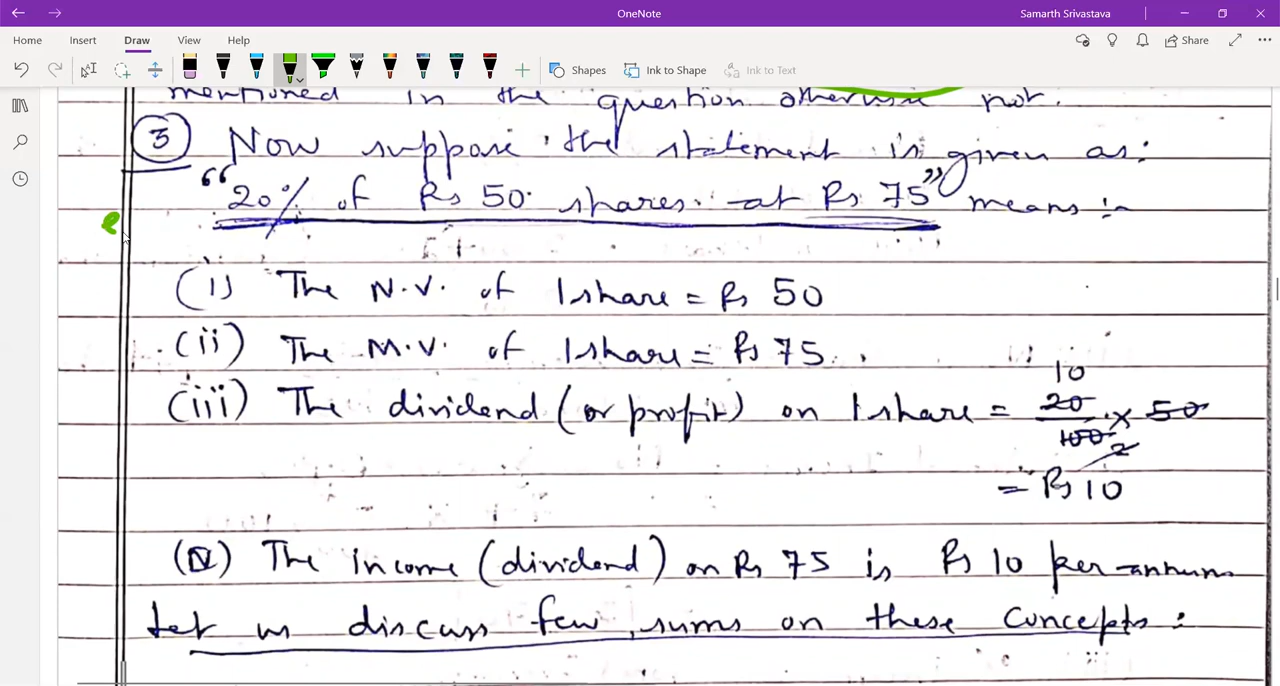 OneNote
Samarth Srivastava
Home Insert Draw View Help
Share
Shapes Ink to Shape Ink to Text
mentioned in the question otherwise not.
(3) Now suppose, the statement is given as:
"20% of Rs 50 shares at Rs 75" means :-
(i) The N.V. of 1 share = Rs 50
(ii) The M.V. of 1 share = Rs 75.
10
(iii) The dividend (or profit) on 1 share = 20/100 × 50
2
= Rs 10
(iv) The Income (dividend) on Rs 75 is Rs 10 per annum
Let us discuss few sums on these concepts :